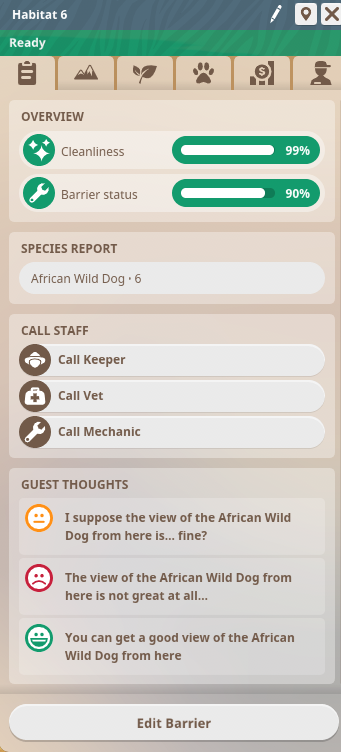 Habitat 6
Ready
OVERVIEW
Cleanliness 99%
Barrier status 90%
SPECIES REPORT
African Wild Dog · 6
CALL STAFF
Call Keeper
Call Vet
Call Mechanic
GUEST THOUGHTS
I suppose the view of the African Wild
Dog from here is... fine?
The view of the African Wild Dog from
here is not great at all...
You can get a good view of the African
Wild Dog from here
Edit Barrier